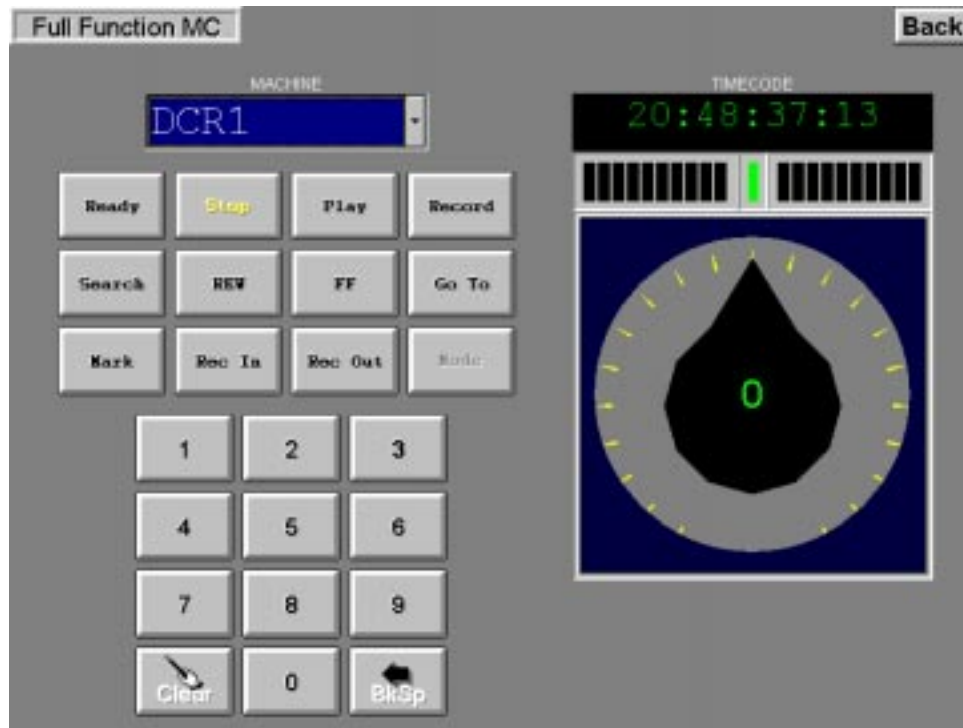 Full Function MC
Back
MACHINE
DCR1
TIMECODE
20:48:37:13
Ready Stop Play Record
Search REW FF Go To
Mark Rec In Rec Out Mode
0
1 2 3
4 5 6
7 8 9
Clear 0 BkSp